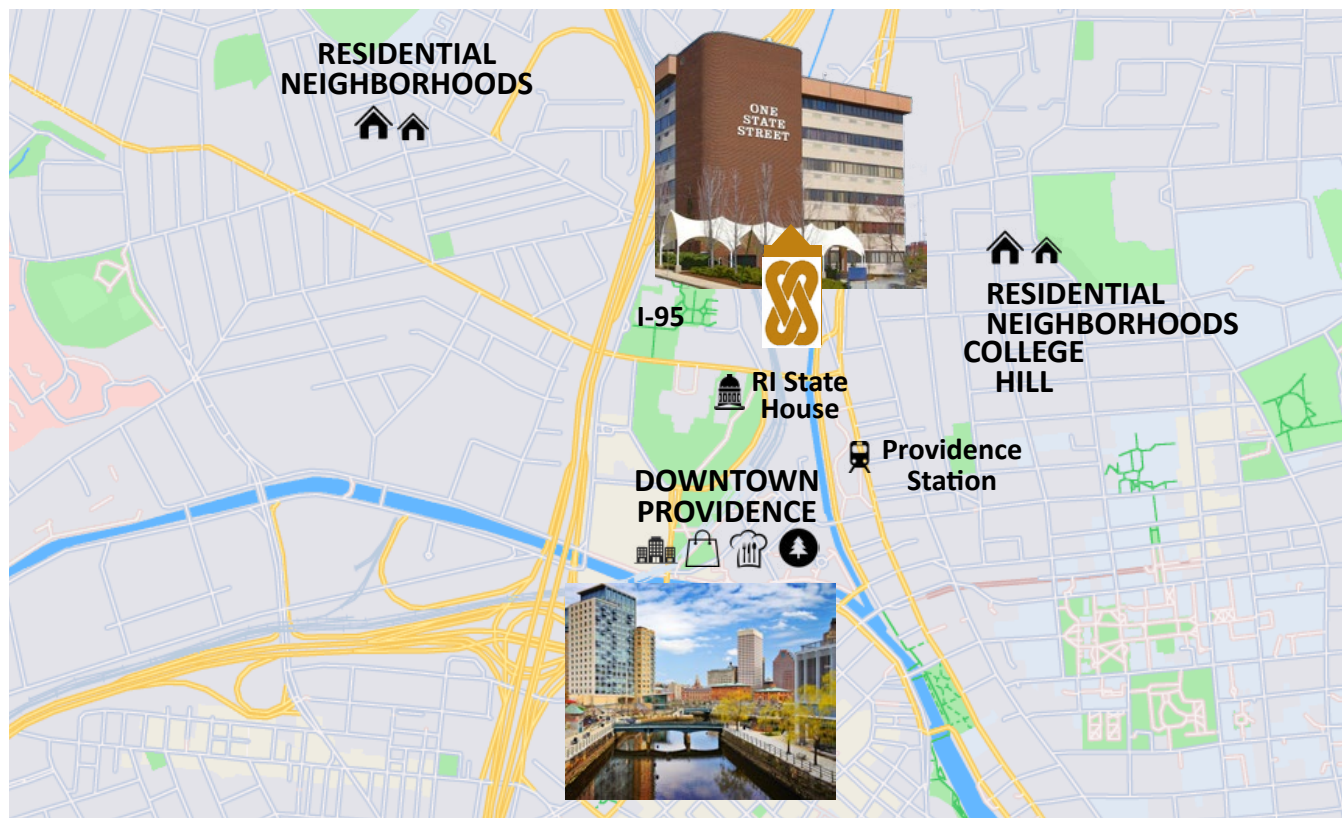 RESIDENTIAL
NEIGHBORHOODS
ONE
STATE
STREET
I-95
RESIDENTIAL
NEIGHBORHOODS
COLLEGE
HILL
RI State
House
Providence
Station
DOWNTOWN
PROVIDENCE